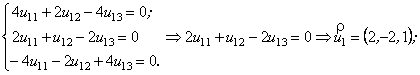 4u₁₁ + 2u₁₂ − 4u₁₃ = 0;
2u₁₁ + u₁₂ − 2u₁₃ = 0 ⇒ 2u₁₁ + u₁₂ − 2u₁₃ = 0 ⇒ u₁^ρ = (2,−2,1);
−4u₁₁ − 2u₁₂ + 4u₁₃ = 0.